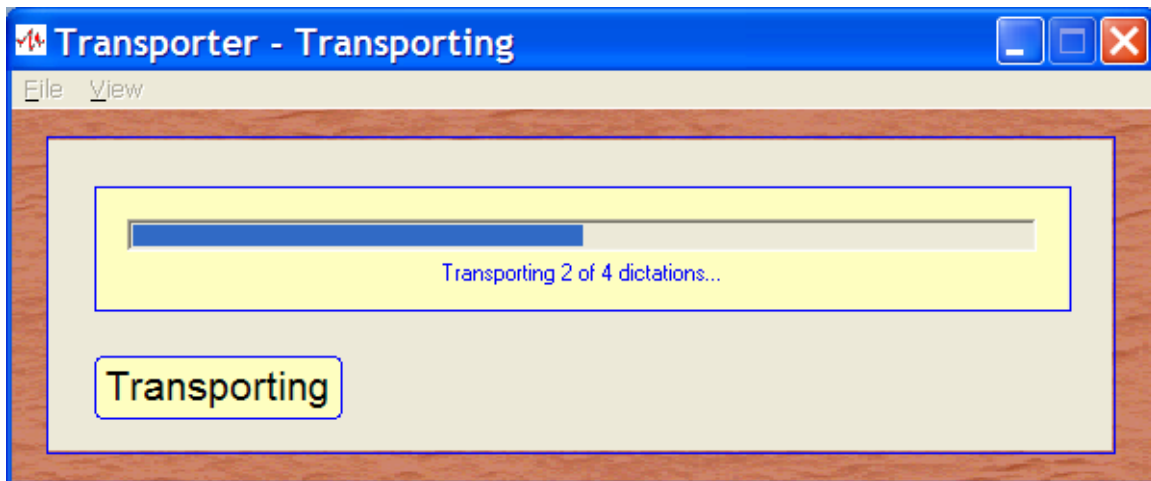 Transporter - Transporting
File View
Transporting 2 of 4 dictations...
Transporting